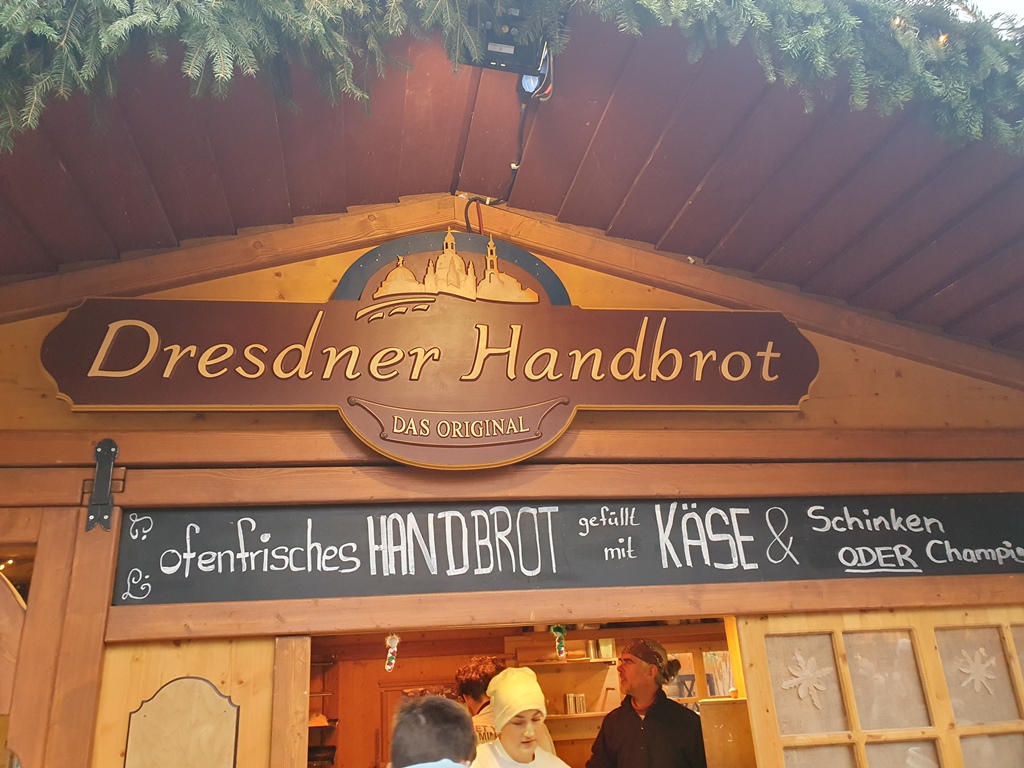 Dresdner Handbrot
DAS ORIGINAL
ofenfrisches HANDBROT gefüllt mit KÄSE & Schinken
ODER